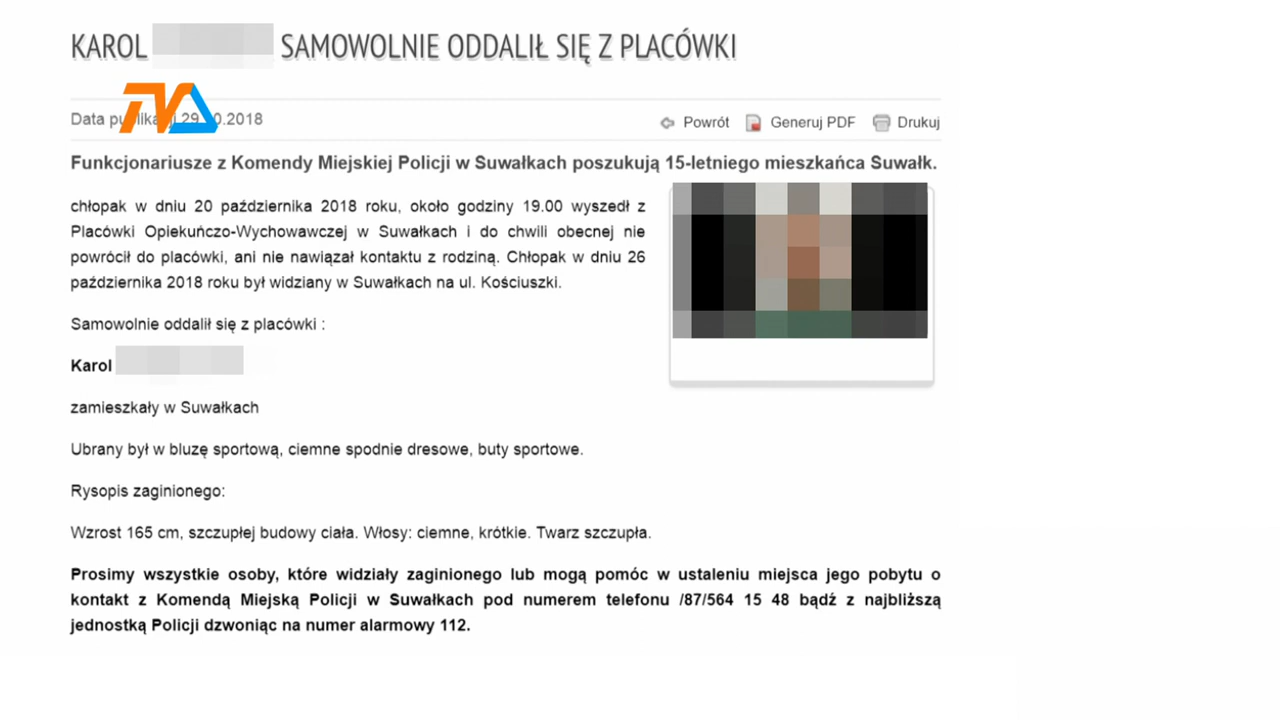 KAROL SAMOWOLNIE ODDALIŁ SIĘ Z PLACÓWKI
Data publikacji 29.10.2018
Powrót Generuj PDF Drukuj
Funkcjonariusze z Komendy Miejskiej Policji w Suwałkach poszukują 15-letniego mieszkańca Suwałk.
chłopak w dniu 20 października 2018 roku, około godziny 19.00 wyszedł z
Placówki Opiekuńczo-Wychowawczej w Suwałkach i do chwili obecnej nie
powrócił do placówki, ani nie nawiązał kontaktu z rodziną. Chłopak w dniu 26
października 2018 roku był widziany w Suwałkach na ul. Kościuszki.
Samowolnie oddalił się z placówki :
Karol
zamieszkały w Suwałkach
Ubrany był w bluzę sportową, ciemne spodnie dresowe, buty sportowe.
Rysopis zaginionego:
Wzrost 165 cm, szczupłej budowy ciała. Włosy: ciemne, krótkie. Twarz szczupła.
Prosimy wszystkie osoby, które widziały zaginionego lub mogą pomóc w ustaleniu miejsca jego pobytu o
kontakt z Komendą Miejską Policji w Suwałkach pod numerem telefonu /87/564 15 48 bądź z najbliższą
jednostką Policji dzwoniąc na numer alarmowy 112.